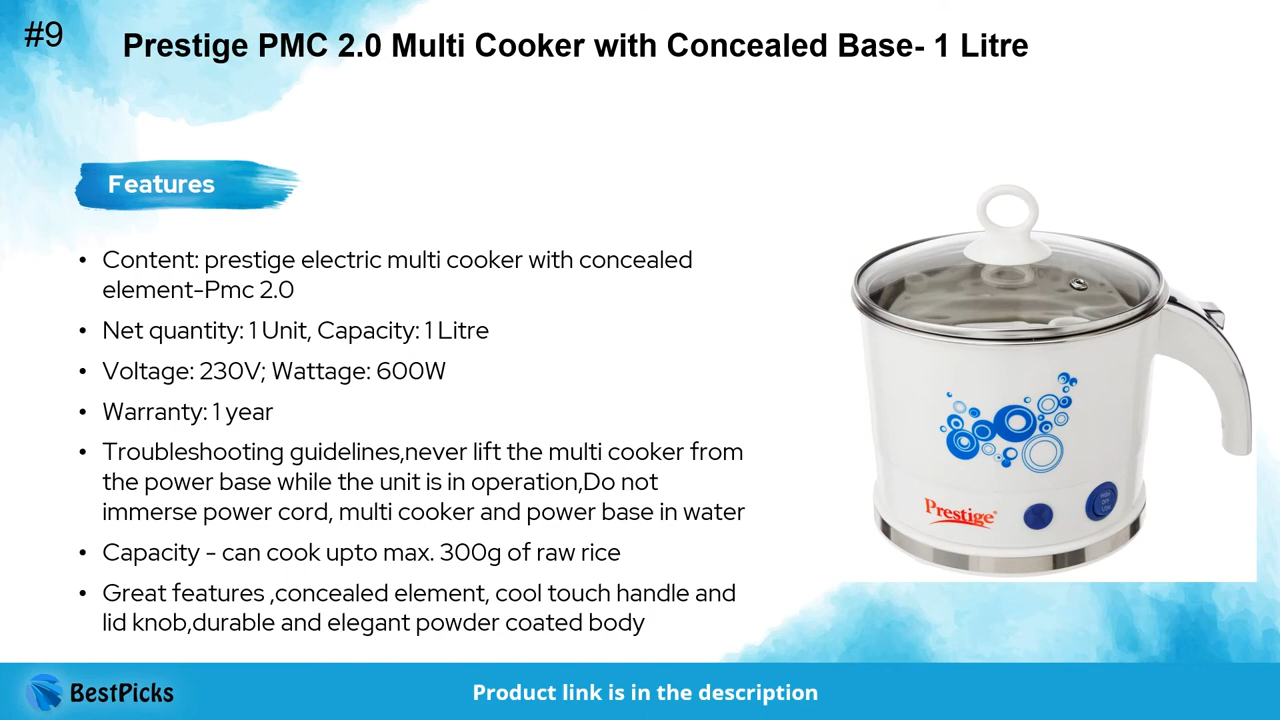 #9
Prestige PMC 2.0 Multi Cooker with Concealed Base- 1 Litre
Features
• Content: prestige electric multi cooker with concealed
element-Pmc 2.0
• Net quantity: 1 Unit, Capacity: 1 Litre
• Voltage: 230V; Wattage: 600W
• Warranty: 1 year
• Troubleshooting guidelines,never lift the multi cooker from
the power base while the unit is in operation,Do not
immerse power cord, multi cooker and power base in water
• Capacity - can cook upto max. 300g of raw rice
• Great features ,concealed element, cool touch handle and
lid knob,durable and elegant powder coated body
Prestige
BestPicks
Product link is in the description